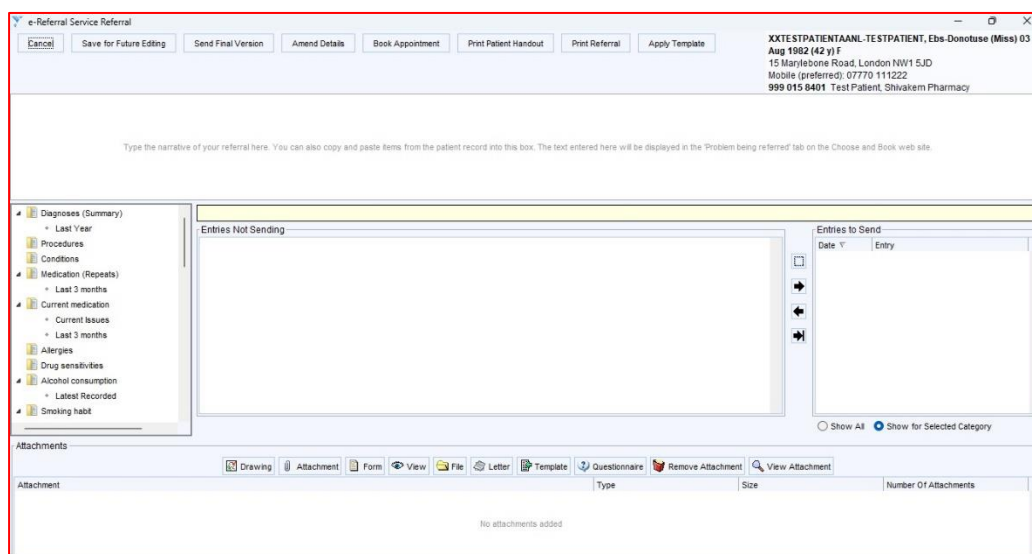 e-Referral Service Referral
Cancel Save for Future Editing Send Final Version Amend Details Book Appointment Print Patient Handout Print Referral Apply Template
XXTESTPATIENTAANL-TESTPATIENT, Ebs-Donotuse (Miss) 03
Aug 1982 (42 y) F
15 Marylebone Road, London NW1 5JD
Mobile (preferred): 07770 111222
999 015 8401 Test Patient, Shivakem Pharmacy
Type the narrative of your referral here. You can also copy and paste items from the patient record into this box. The text entered here will be displayed in the 'Problem being referred' tab on the Choose and Book web site.
Diagnoses (Summary)
Last Year
Procedures
Conditions
Medication (Repeats)
Last 3 months
Current medication
Current Issues
Last 3 months
Allergies
Drug sensitivities
Alcohol consumption
Latest Recorded
Smoking habit
Entries Not Sending
Entries to Send
Date Entry
Show All Show for Selected Category
Attachments
Drawing Attachment Form View File Letter Template Questionnaire Remove Attachment View Attachment
Attachment Type Size Number Of Attachments
No attachments added